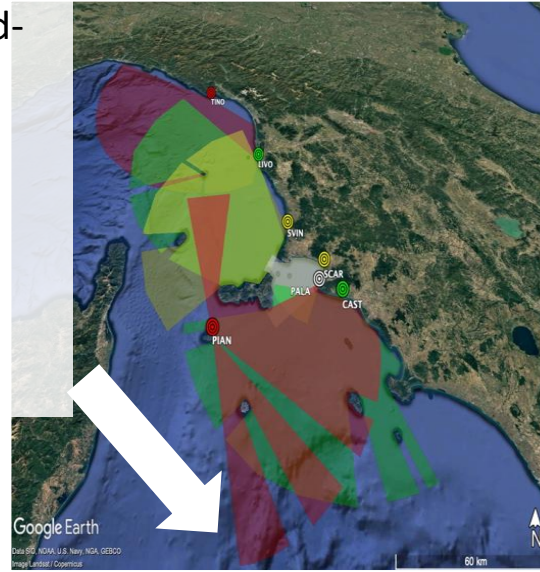 d-
TINO
LIVO
SVIN
SCAR
PALA
CAST
PIAN
Google Earth
Data SIO, NOAA, U.S. Navy, NGA, GEBCO
Image Landsat / Copernicus
N
60 km